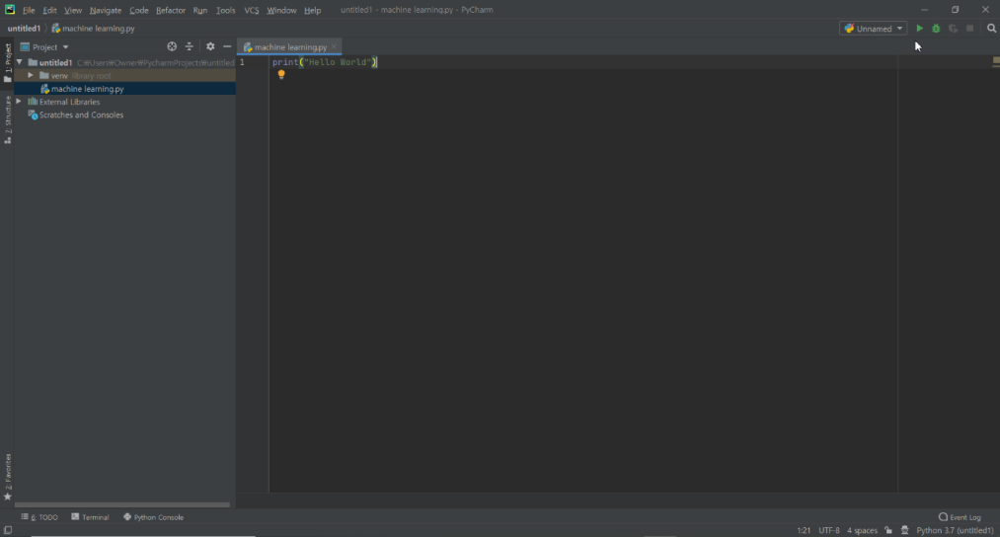 File Edit View Navigate Code Refactor Run Tools VCS Window Help untitled1 - machine learning.py - PyCharm
untitled1 machine learning.py Unnamed
1: Project
Project
machine learning.py
untitled1 C:₩Users₩Owner₩PycharmProjects₩untitled
1 print("Hello World")
venv library root
machine learning.py
External Libraries
Scratches and Consoles
Z: Structure
2: Favorites
6: TODO Terminal Python Console Event Log
1:21 UTF-8 4 spaces Python 3.7 (untitled1)